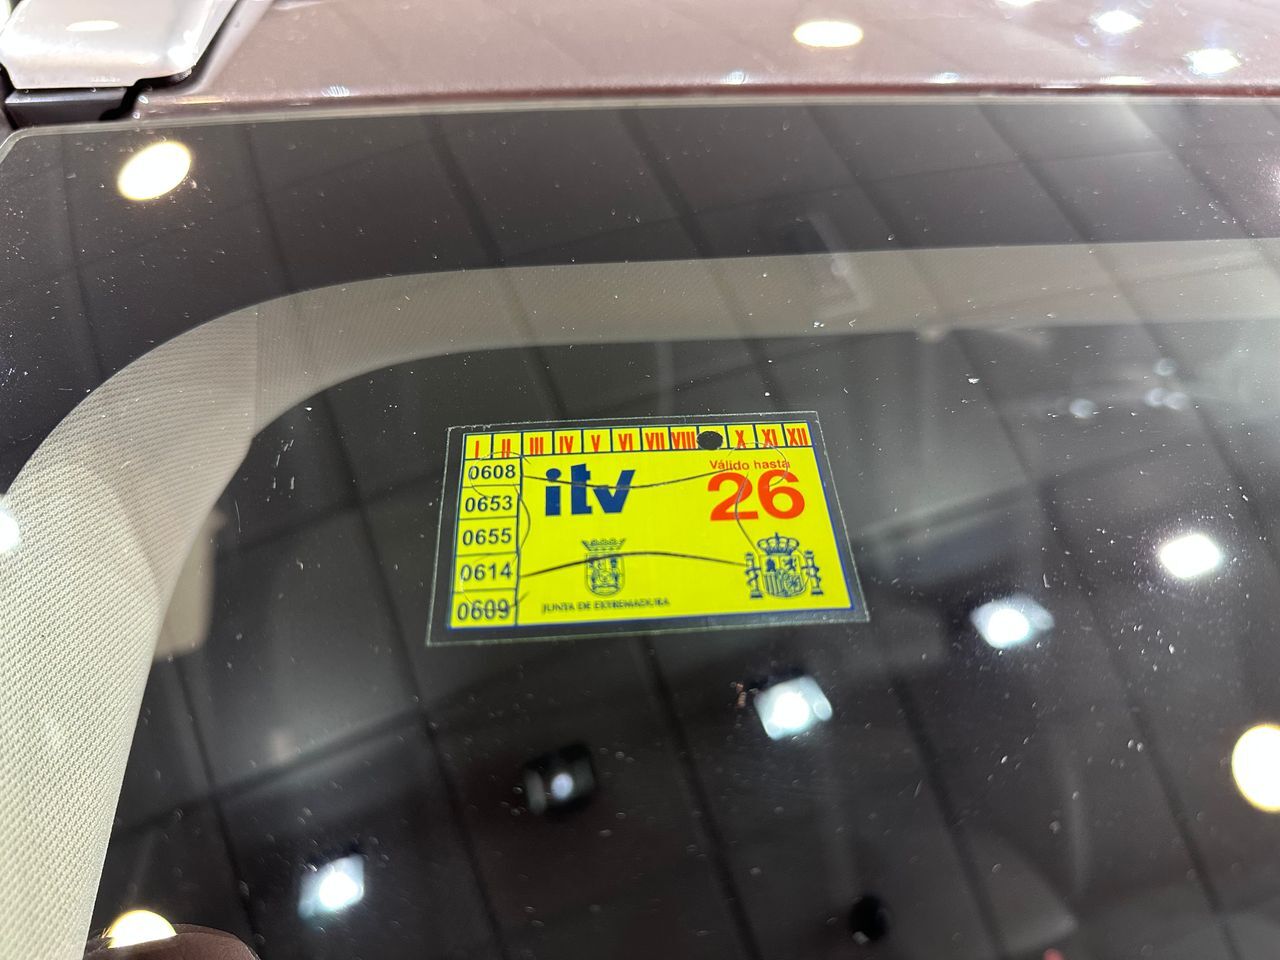 I II III IV V VI VII VIII X XI XII
0608
0653
0655
0614
0609
itv
Válido hasta
26
JUNTA DE EXTREMADURA